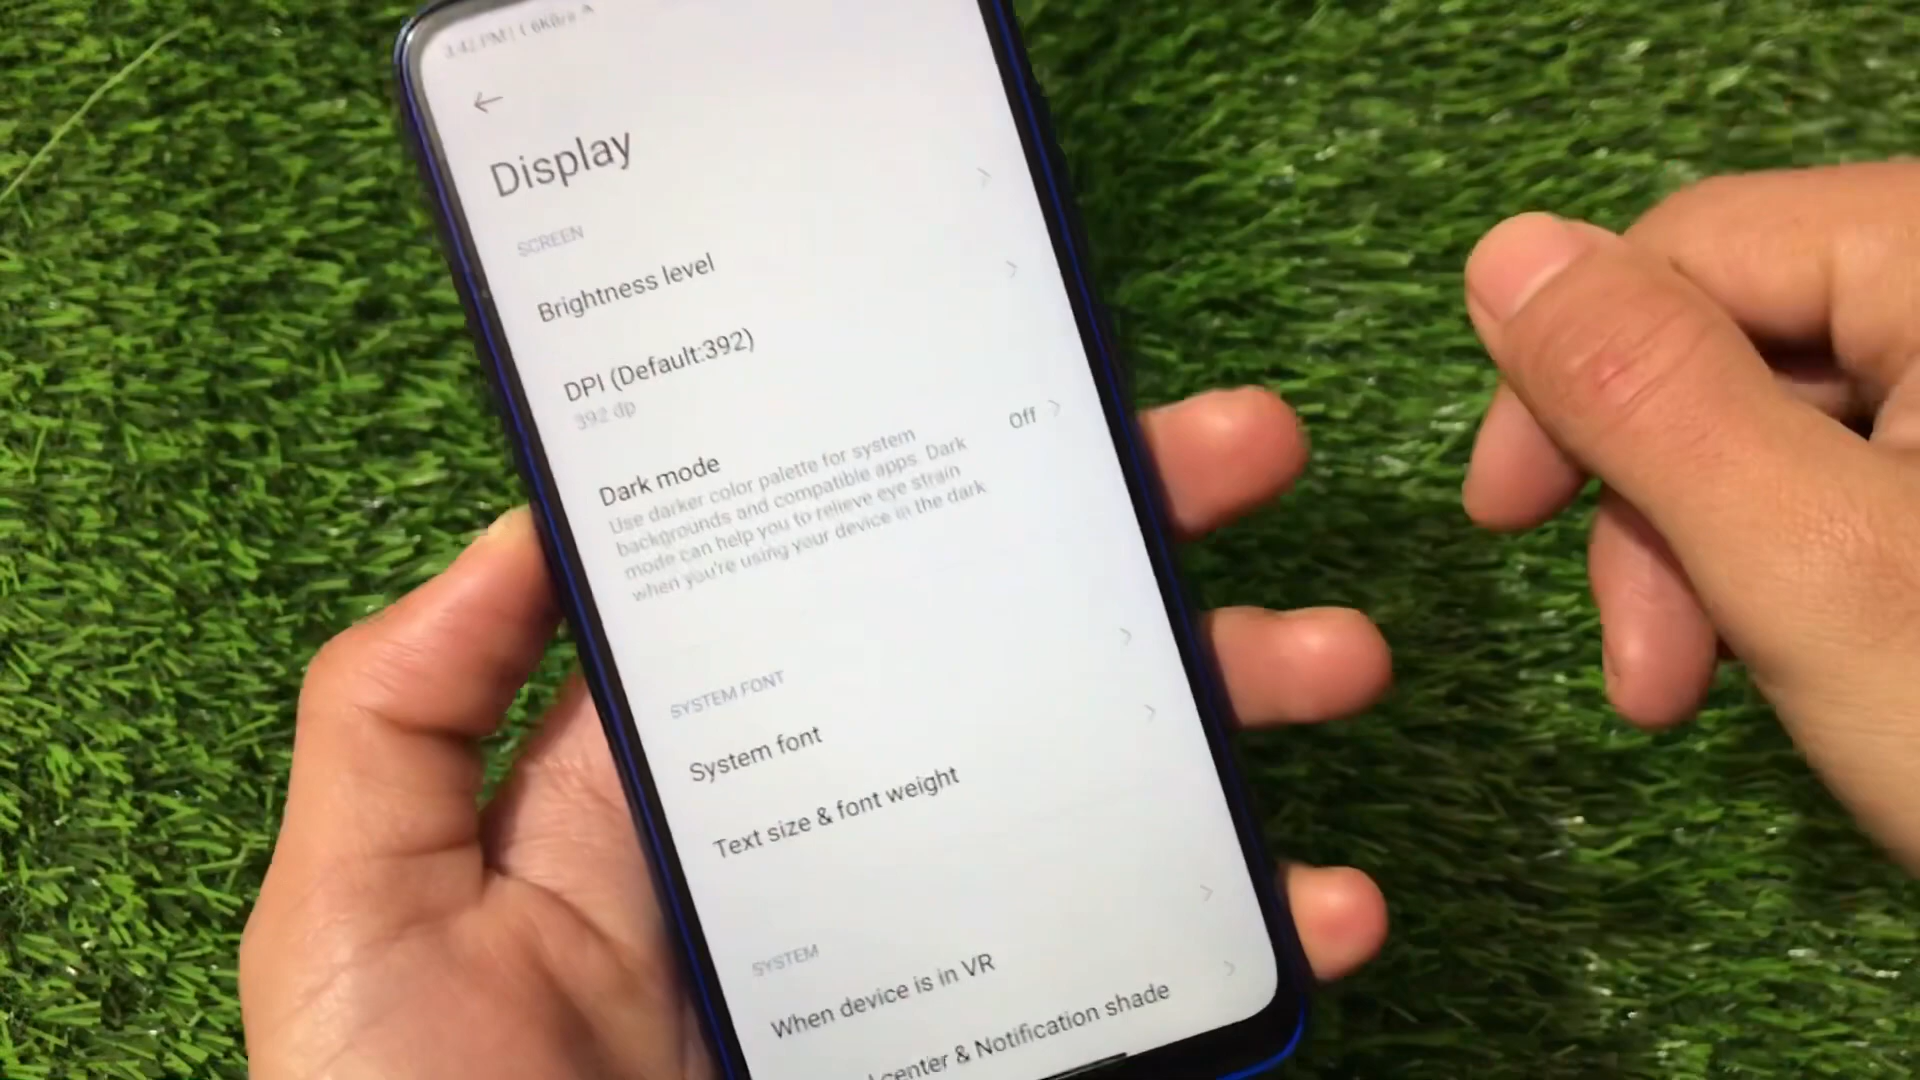 Display
SCREEN
Brightness level
DPI (Default:392)
392 dp
Dark mode
Off
Use darker color palette for system
backgrounds and compatible apps. Dark
mode can help you to relieve eye strain
when you're using your device in the dark
SYSTEM FONT
System font
Text size & font weight
SYSTEM
When device is in VR
center & Notification shade